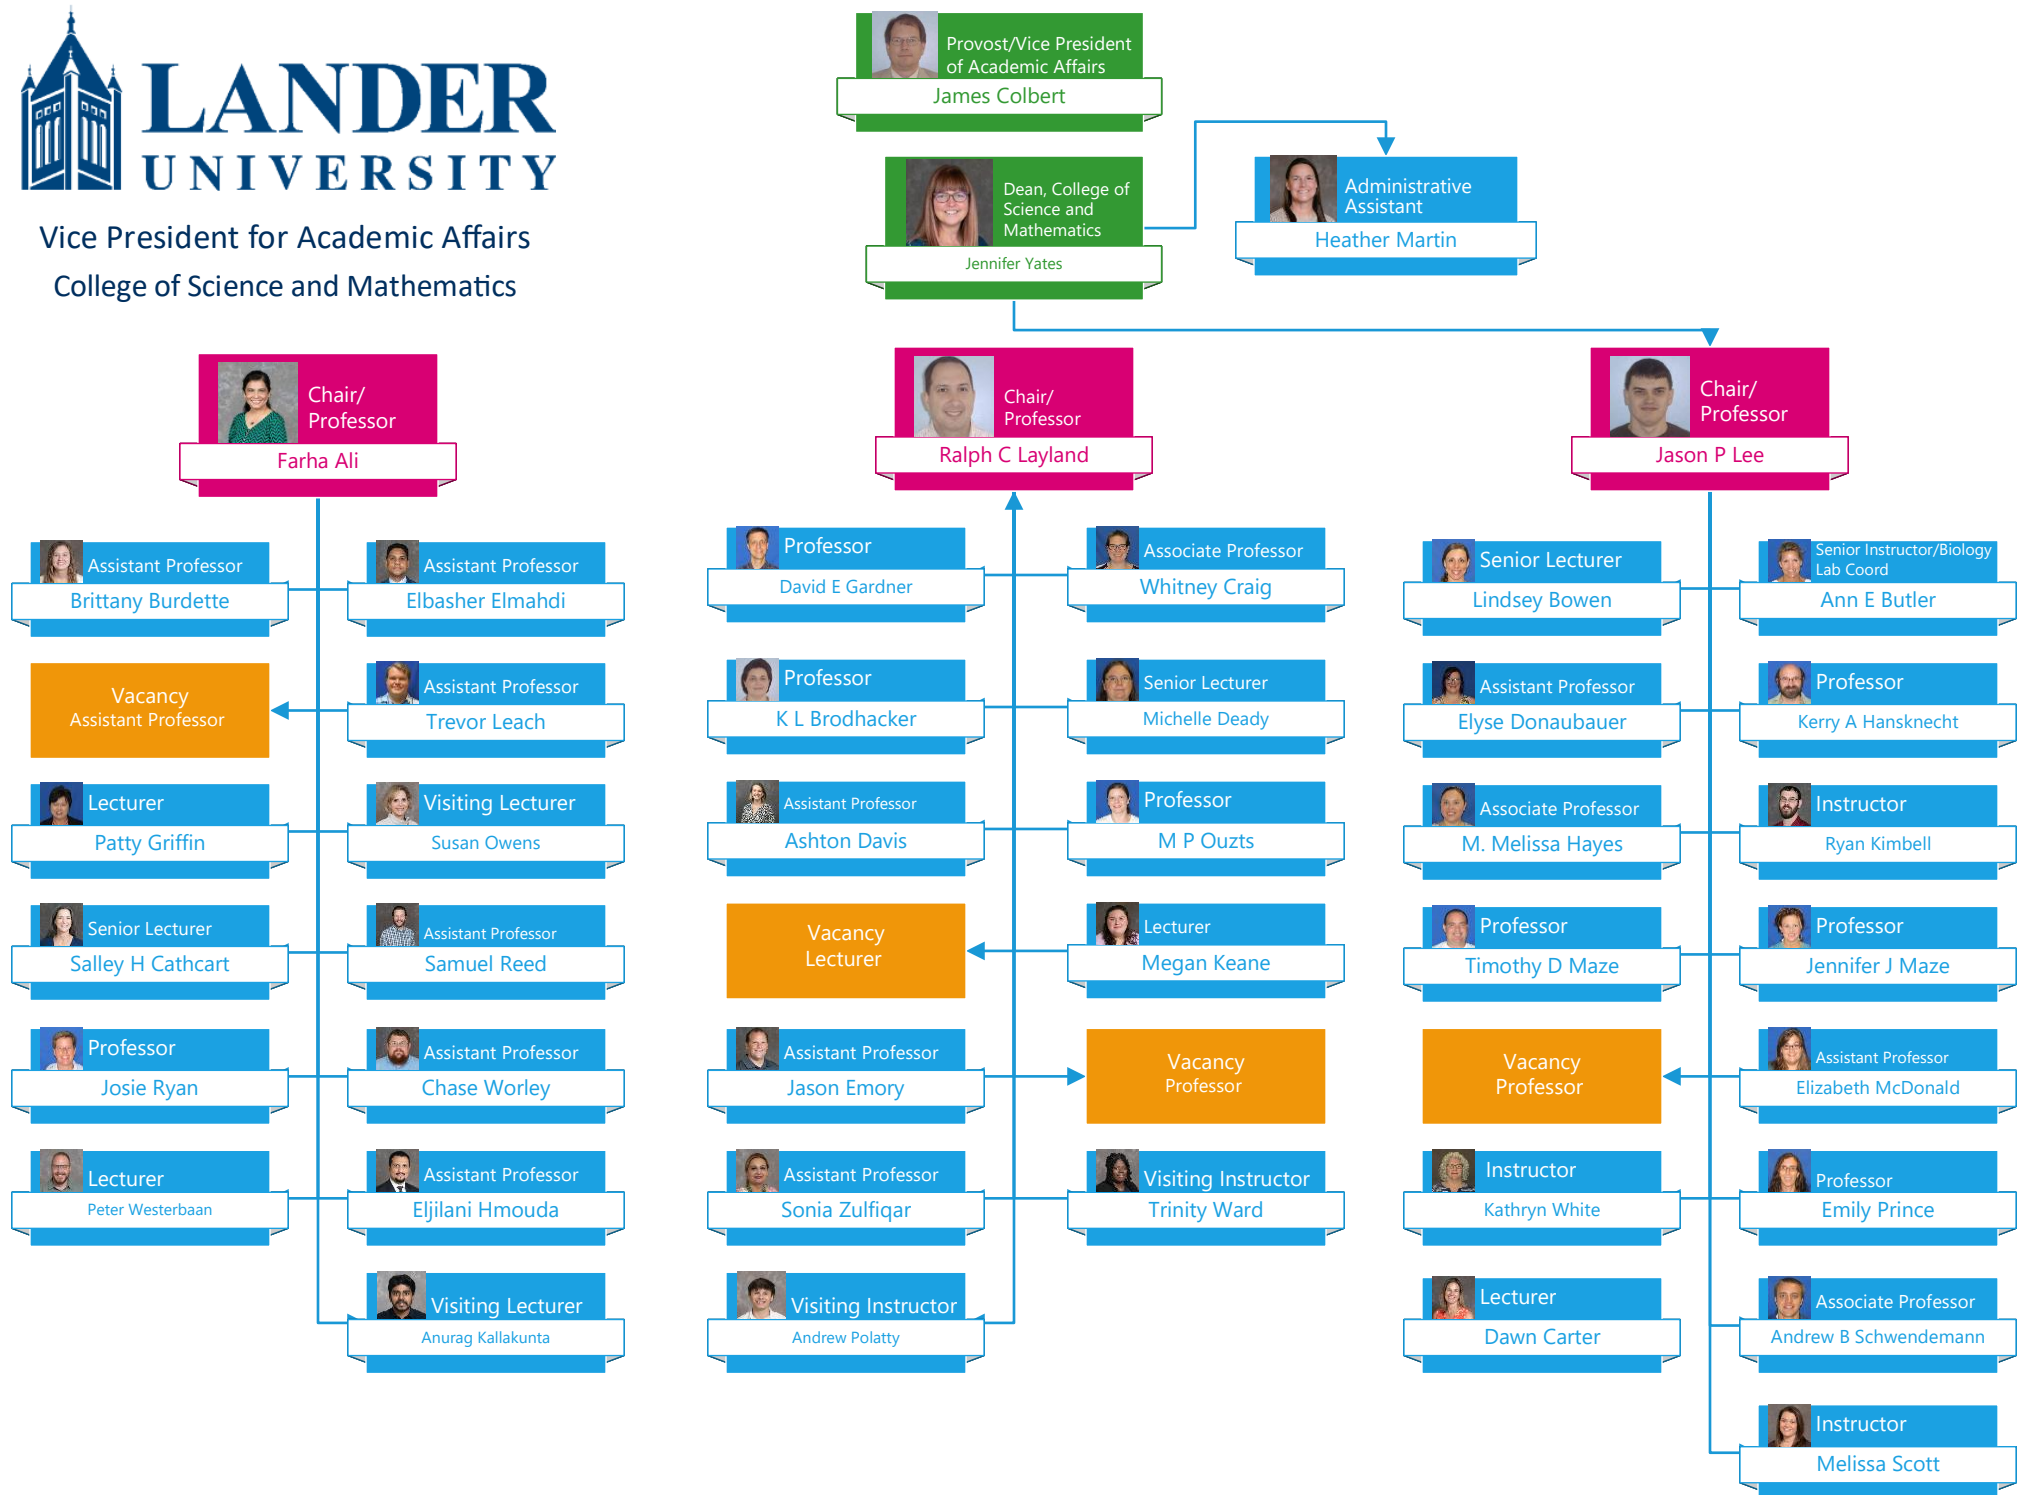 LANDER
UNIVERSITY
Vice President for Academic Affairs
College of Science and Mathematics
Provost/Vice President
of Academic Affairs
James Colbert
Dean, College of
Science and
Mathematics
Jennifer Yates
Administrative
Assistant
Heather Martin
Chair/
Professor
Farha Ali
Assistant Professor
Brittany Burdette
Assistant Professor
Elbasher Elmahdi
Vacancy
Assistant Professor
Assistant Professor
Trevor Leach
Lecturer
Patty Griffin
Visiting Lecturer
Susan Owens
Senior Lecturer
Salley H Cathcart
Assistant Professor
Samuel Reed
Professor
Josie Ryan
Assistant Professor
Chase Worley
Lecturer
Peter Westerbaan
Assistant Professor
Eljilani Hmouda
Visiting Lecturer
Anurag Kallakunta
Chair/
Professor
Ralph C Layland
Professor
David E Gardner
Associate Professor
Whitney Craig
Professor
K L Brodhacker
Senior Lecturer
Michelle Deady
Assistant Professor
Ashton Davis
Professor
M P Ouzts
Vacancy
Lecturer
Lecturer
Megan Keane
Assistant Professor
Jason Emory
Vacancy
Professor
Assistant Professor
Sonia Zulfiqar
Visiting Instructor
Trinity Ward
Visiting Instructor
Andrew Polatty
Chair/
Professor
Jason P Lee
Senior Lecturer
Lindsey Bowen
Senior Instructor/Biology
Lab Coord
Ann E Butler
Assistant Professor
Elyse Donaubauer
Professor
Kerry A Hansknecht
Associate Professor
M. Melissa Hayes
Instructor
Ryan Kimbell
Professor
Timothy D Maze
Professor
Jennifer J Maze
Vacancy
Professor
Assistant Professor
Elizabeth McDonald
Instructor
Kathryn White
Professor
Emily Prince
Lecturer
Dawn Carter
Associate Professor
Andrew B Schwendemann
Instructor
Melissa Scott